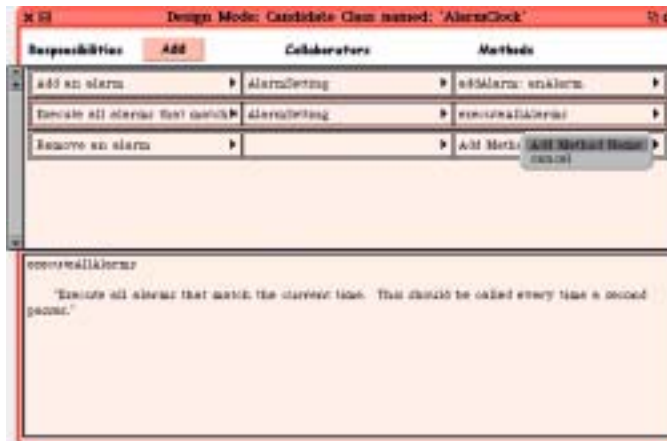 Design Mode: Candidate Class named: 'AlarmClock'
Responsibilities Add Collaborators Methods
Add an alarm AlarmSetting addAlarm: anAlarm
Execute all alarms that match AlarmSetting executeAllAlarms
Remove an alarm Add Metho
Add Method Name
cancel
executeAllAlarms
"Execute all alarms that match the current time. This should be called every time a second
passes."